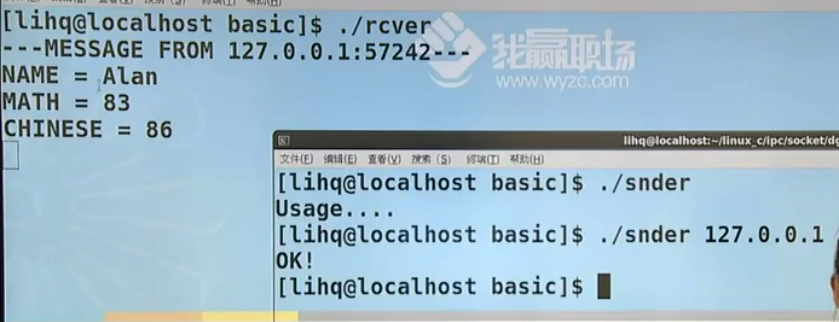 [lihq@localhost basic]$ ./rcver
---MESSAGE FROM 127.0.0.1:57242---
NAME = Alan
MATH = 83
CHINESE = 86
我赢职场
www.wyzc.com
lihq@localhost:~/linux_c/ipc/socket/dg
文件(F) 编辑(E) 查看(V) 搜索(S) 终端(T) 帮助(H)
[lihq@localhost basic]$ ./snder
Usage....
[lihq@localhost basic]$ ./snder 127.0.0.1
OK!
[lihq@localhost basic]$